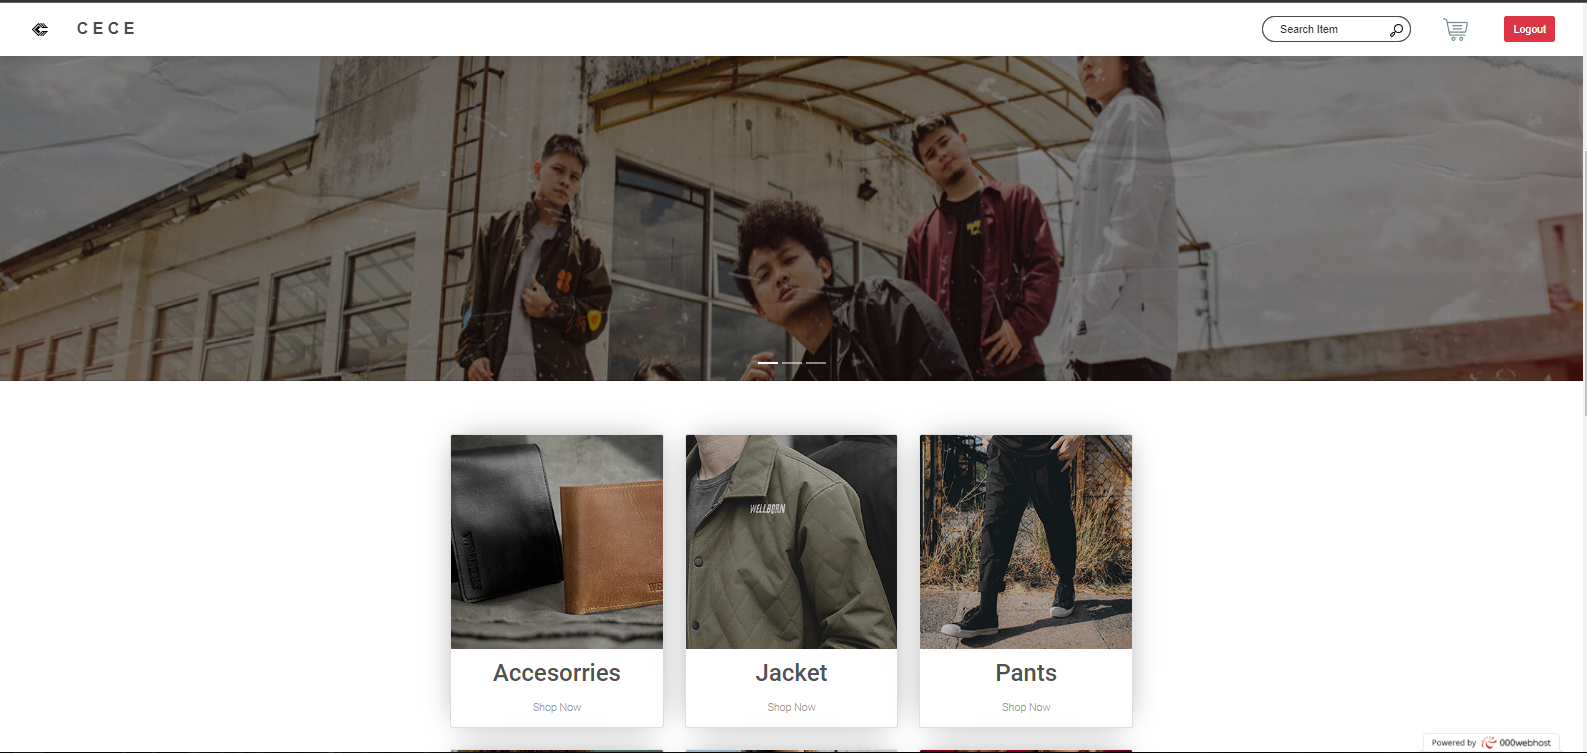 CECE
Search Item
Logout
WELLBORN
Accesorries
Shop Now
Jacket
Shop Now
Pants
Shop Now
Powered by 000webhost